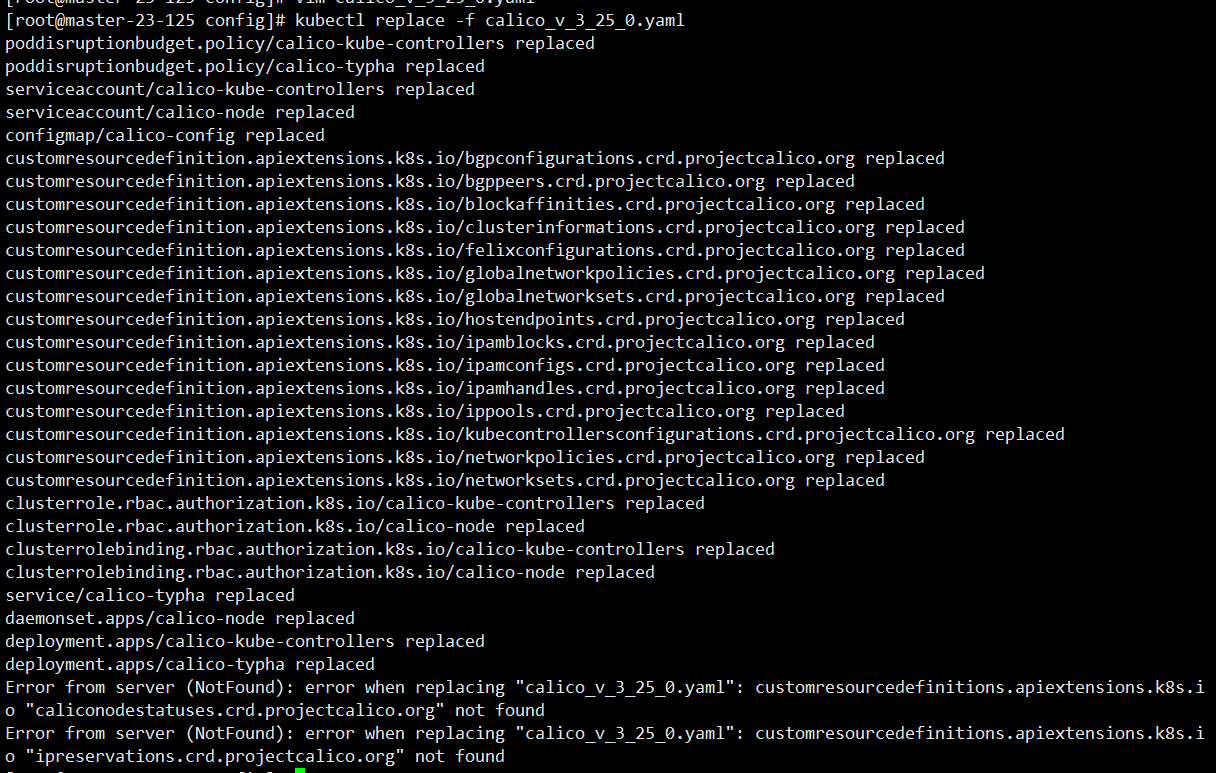 [root@master-23-125 config]# vim calico_v_3_25_0.yaml
[root@master-23-125 config]# kubectl replace -f calico_v_3_25_0.yaml
poddisruptionbudget.policy/calico-kube-controllers replaced
poddisruptionbudget.policy/calico-typha replaced
serviceaccount/calico-kube-controllers replaced
serviceaccount/calico-node replaced
configmap/calico-config replaced
customresourcedefinition.apiextensions.k8s.io/bgpconfigurations.crd.projectcalico.org replaced
customresourcedefinition.apiextensions.k8s.io/bgppeers.crd.projectcalico.org replaced
customresourcedefinition.apiextensions.k8s.io/blockaffinities.crd.projectcalico.org replaced
customresourcedefinition.apiextensions.k8s.io/clusterinformations.crd.projectcalico.org replaced
customresourcedefinition.apiextensions.k8s.io/felixconfigurations.crd.projectcalico.org replaced
customresourcedefinition.apiextensions.k8s.io/globalnetworkpolicies.crd.projectcalico.org replaced
customresourcedefinition.apiextensions.k8s.io/globalnetworksets.crd.projectcalico.org replaced
customresourcedefinition.apiextensions.k8s.io/hostendpoints.crd.projectcalico.org replaced
customresourcedefinition.apiextensions.k8s.io/ipamblocks.crd.projectcalico.org replaced
customresourcedefinition.apiextensions.k8s.io/ipamconfigs.crd.projectcalico.org replaced
customresourcedefinition.apiextensions.k8s.io/ipamhandles.crd.projectcalico.org replaced
customresourcedefinition.apiextensions.k8s.io/ippools.crd.projectcalico.org replaced
customresourcedefinition.apiextensions.k8s.io/kubecontrollersconfigurations.crd.projectcalico.org replaced
customresourcedefinition.apiextensions.k8s.io/networkpolicies.crd.projectcalico.org replaced
customresourcedefinition.apiextensions.k8s.io/networksets.crd.projectcalico.org replaced
clusterrole.rbac.authorization.k8s.io/calico-kube-controllers replaced
clusterrole.rbac.authorization.k8s.io/calico-node replaced
clusterrolebinding.rbac.authorization.k8s.io/calico-kube-controllers replaced
clusterrolebinding.rbac.authorization.k8s.io/calico-node replaced
service/calico-typha replaced
daemonset.apps/calico-node replaced
deployment.apps/calico-kube-controllers replaced
deployment.apps/calico-typha replaced
Error from server (NotFound): error when replacing "calico_v_3_25_0.yaml": customresourcedefinitions.apiextensions.k8s.i
o "caliconodestatuses.crd.projectcalico.org" not found
Error from server (NotFound): error when replacing "calico_v_3_25_0.yaml": customresourcedefinitions.apiextensions.k8s.i
o "ipreservations.crd.projectcalico.org" not found